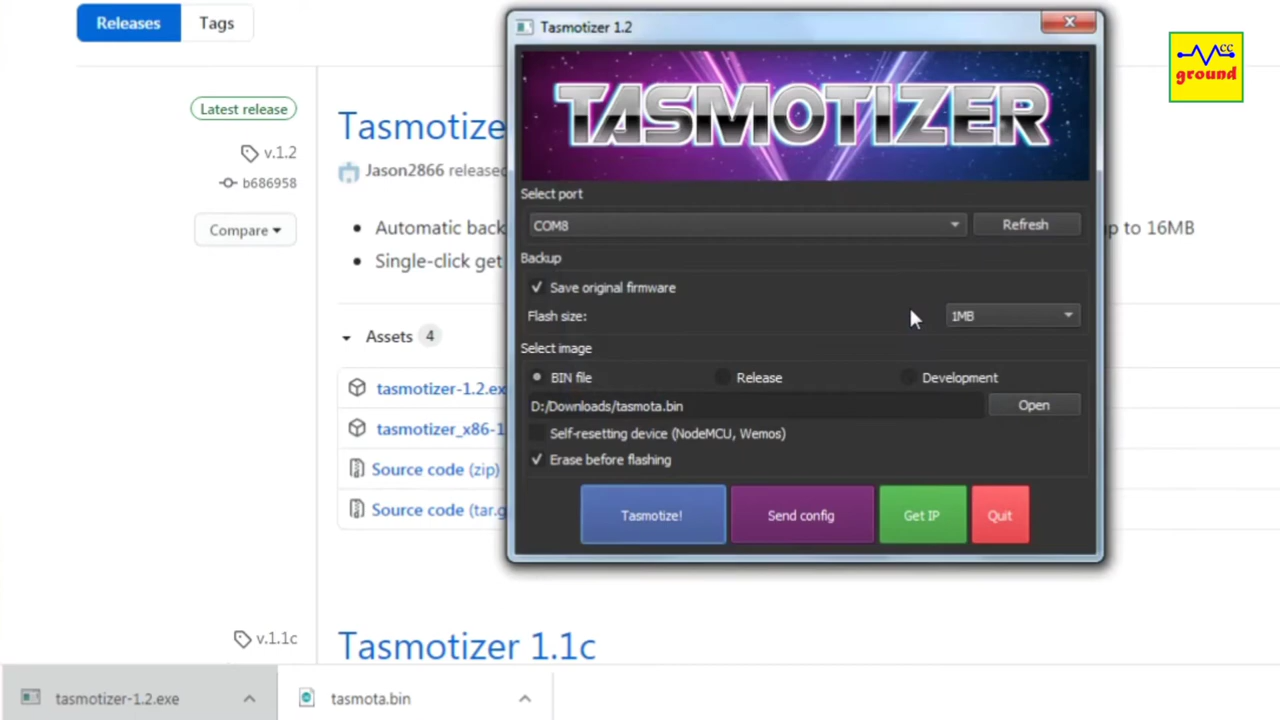 Releases
Tags
Latest release
v.1.2
b686958
Compare
Tasmotize
Jason2866 released
Automatic back
p to 16MB
Single-click get
Assets 4
tasmotizer-1.2.ex
tasmotizer_x86-1
Source code (zip)
Source code (tar.g
v.1.1c
Tasmotizer 1.1c
Tasmotizer 1.2
TASMOTIZER
Select port
COM8
Refresh
Backup
Save original firmware
Flash size:
1MB
Select image
BIN file
Release
Development
D:/Downloads/tasmota.bin
Open
Self-resetting device (NodeMCU, Wemos)
Erase before flashing
Tasmotize!
Send config
Get IP
Quit
cc
ground
tasmotizer-1.2.exe
tasmota.bin